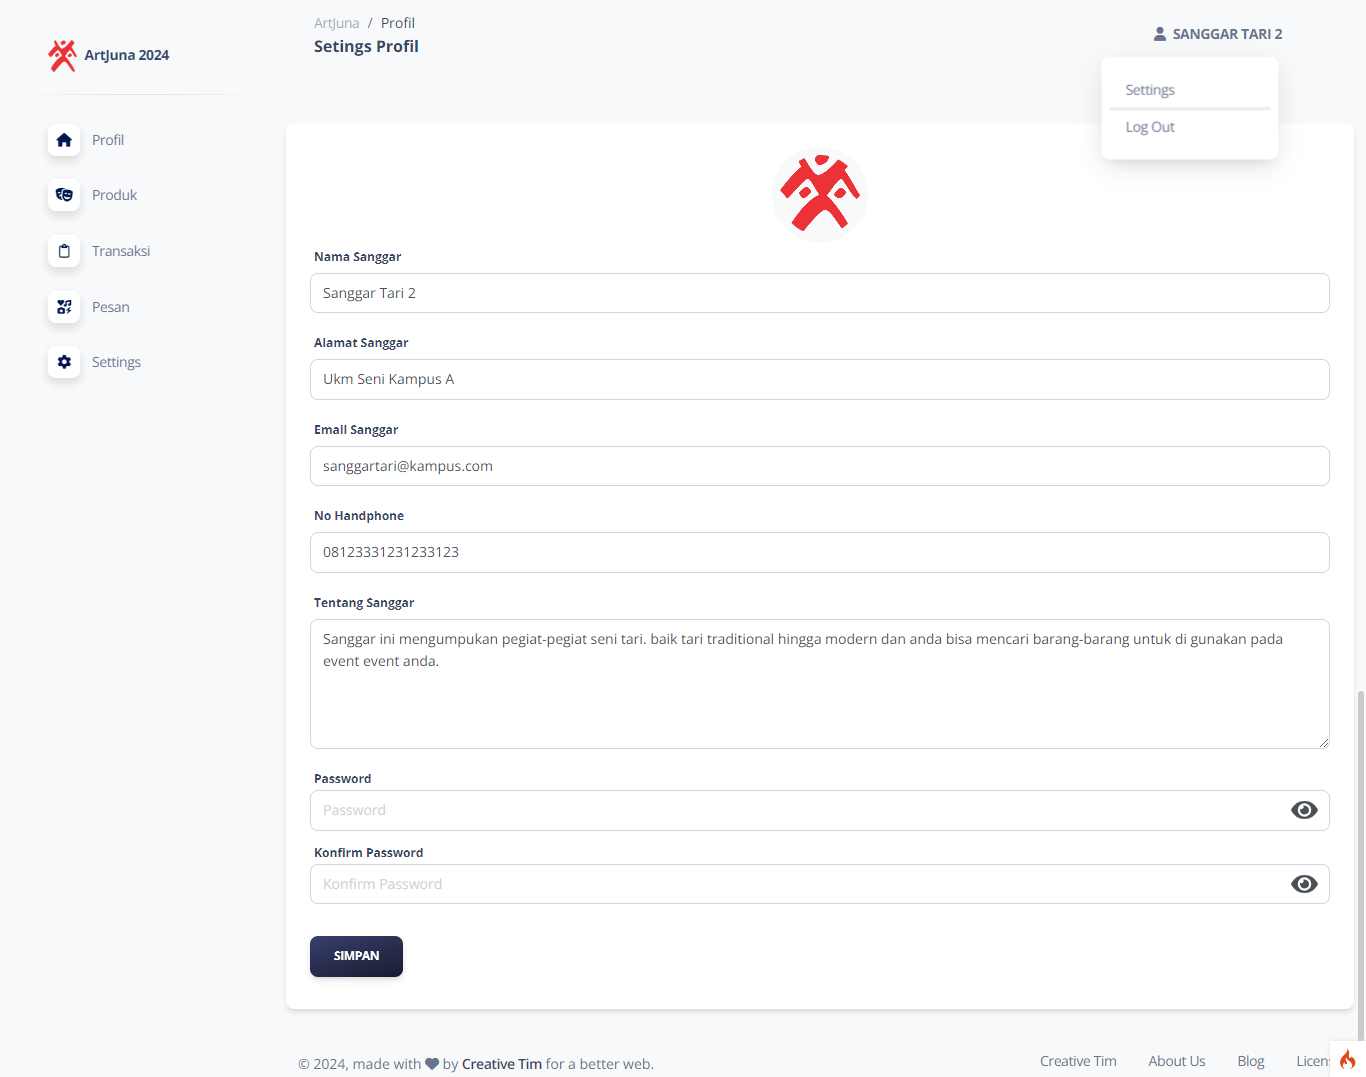 ArtJuna / Profil
Setings Profil
SANGGAR TARI 2
Settings
Log Out
ArtJuna 2024
Profil
Produk
Transaksi
Pesan
Settings
Nama Sanggar
Sanggar Tari 2
Alamat Sanggar
Ukm Seni Kampus A
Email Sanggar
sanggartari@kampus.com
No Handphone
08123331231233123
Tentang Sanggar
Sanggar ini mengumpukan pegiat-pegiat seni tari. baik tari traditional hingga modern dan anda bisa mencari barang-barang untuk di gunakan pada
event event anda.
Password
Password
Konfirm Password
Konfirm Password
SIMPAN
© 2024, made with by Creative Tim for a better web.
Creative Tim About Us Blog Licen